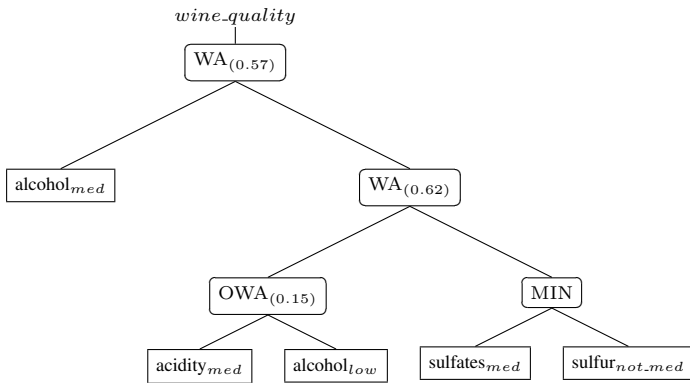 wine_quality
WA(0.57)
alcohol_med
WA(0.62)
OWA(0.15)
MIN
acidity_med
alcohol_low
sulfates_med
sulfur_not_med